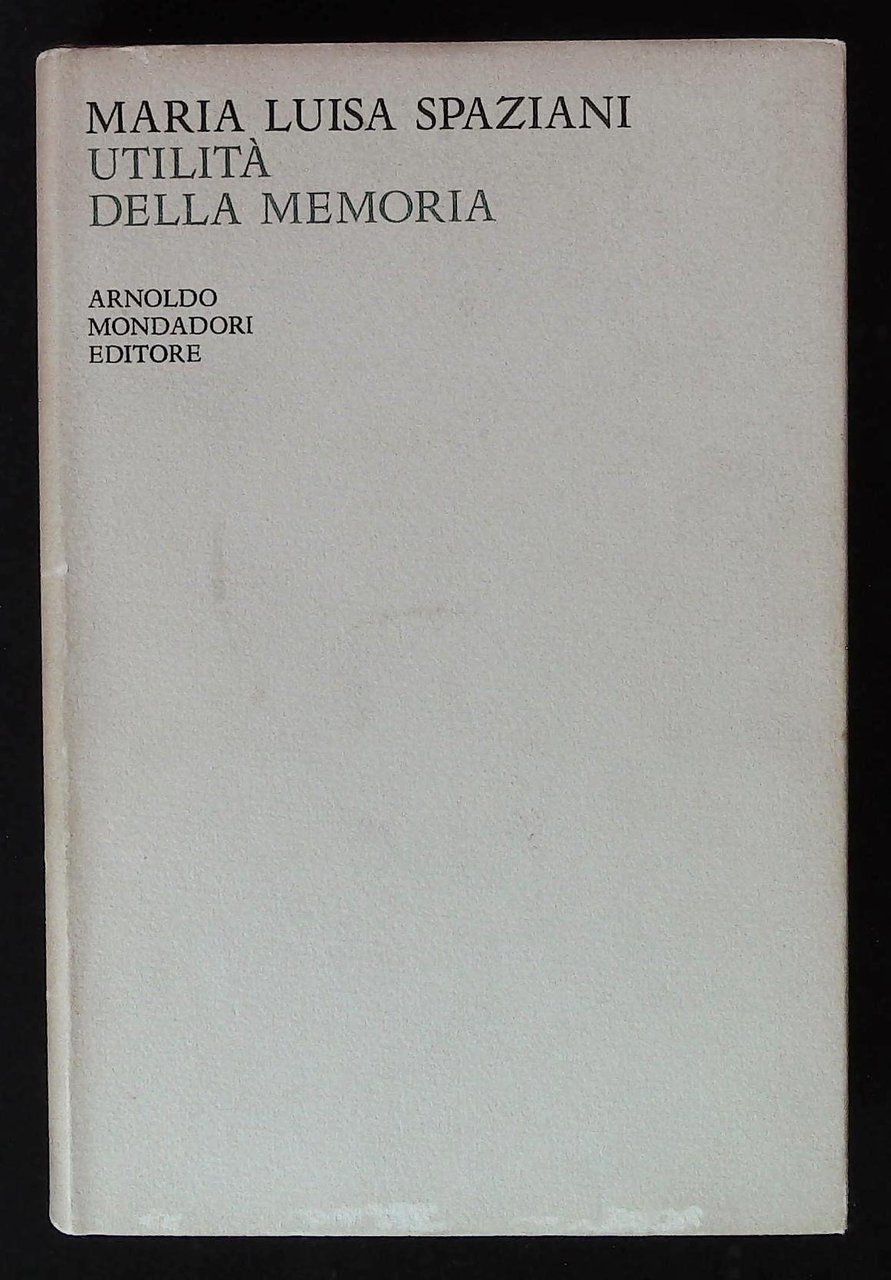 MARIA LUISA SPAZIANI
UTILITÀ
DELLA MEMORIA
ARNOLDO
MONDADORI
EDITORE